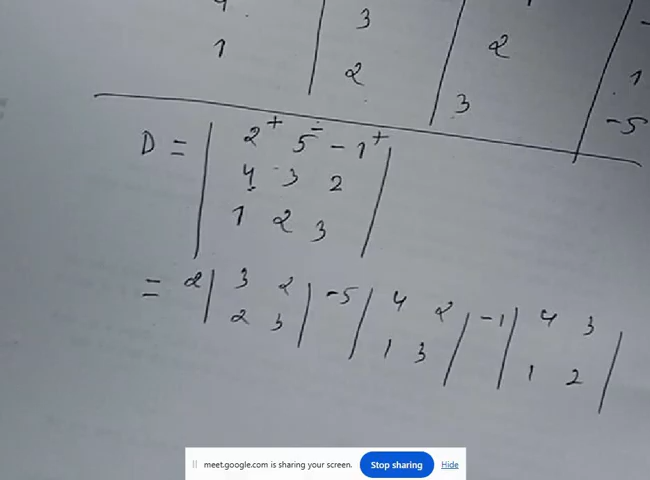 3
1 2 2 1
3 -5
D = | 2⁺ 5⁻ -1⁺ |
| 4 3 2 |
| 1 2 3 |
= 2 | 3 2 | -5 | 4 2 | -1 | 4 3 |
| 2 3 | | 1 3 | | 1 2 |
meet.google.com is sharing your screen. Stop sharing Hide